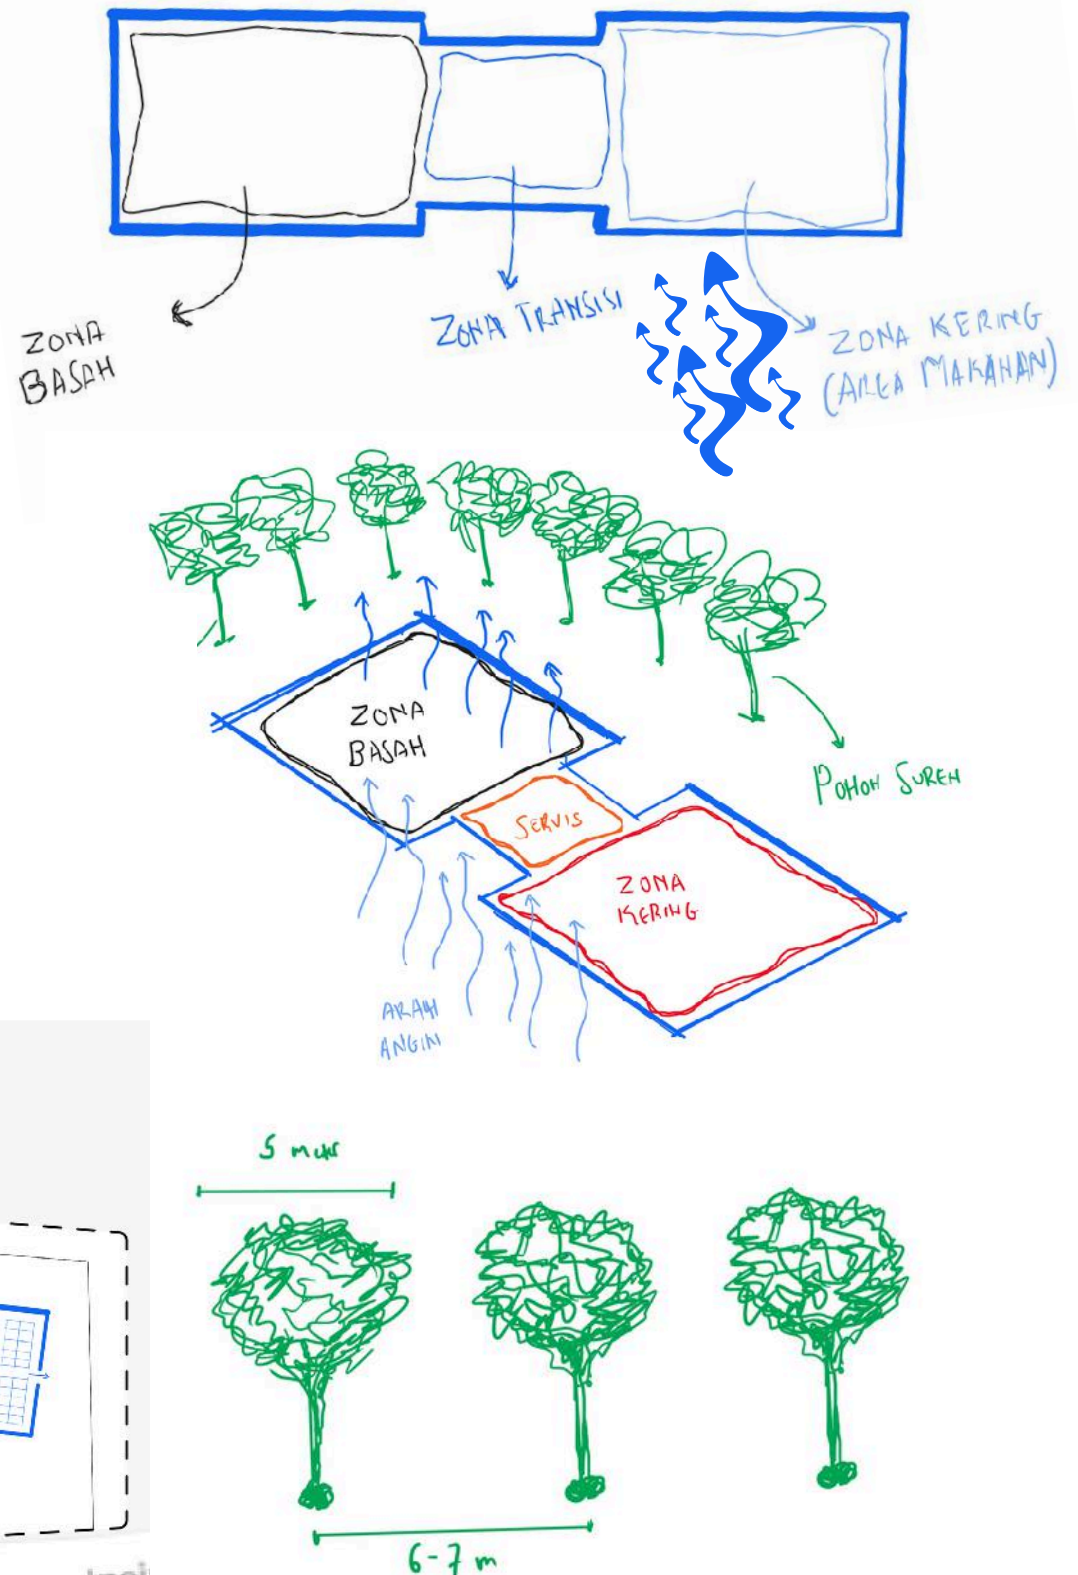 ZONA
BASAH
ZONA TRANSISI
ZONA KERING
(AREA MAKANAN)
ZONA
BASAH
SERVIS
ZONA
KERING
POHON SUREN
ARAH
ANGIN
5 meter
6-7 m